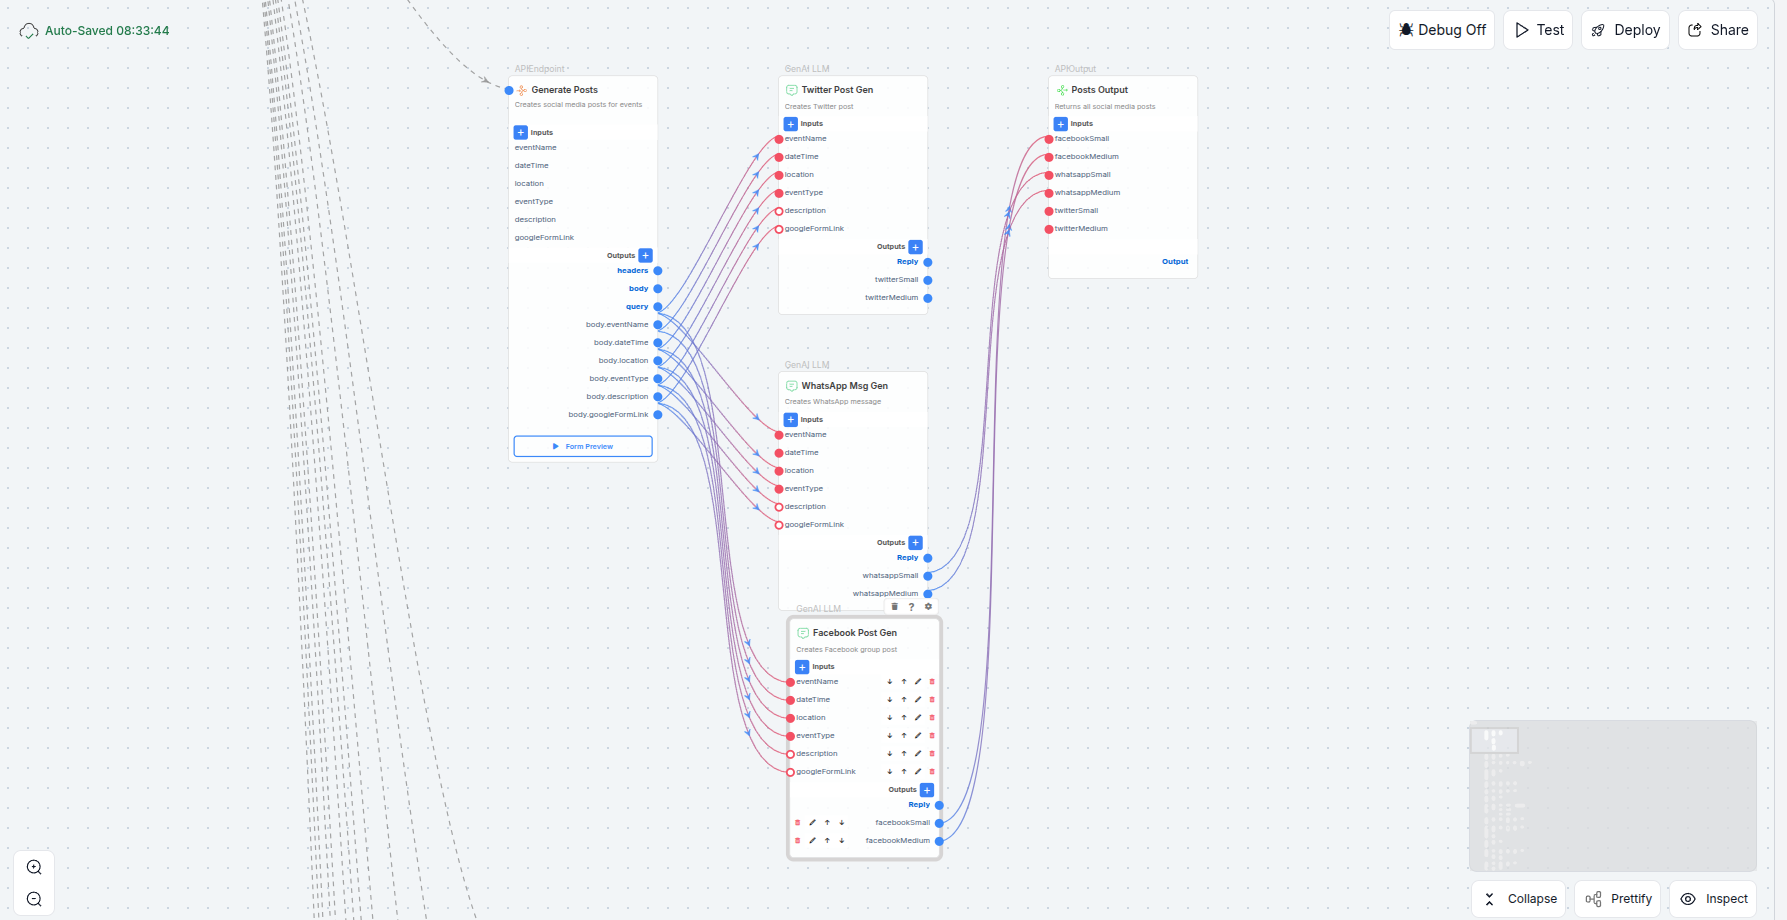 Auto-Saved 08:33:44
Debug Off
Test
Deploy
Share
APIEndpoint
Generate Posts
Creates social media posts for events
Inputs
eventName
dateTime
location
eventType
description
googleFormLink
Outputs
headers
body
query
body.eventName
body.dateTime
body.location
body.eventType
body.description
body.googleFormLink
Form Preview
GenAI LLM
Twitter Post Gen
Creates Twitter post
Inputs
eventName
dateTime
location
eventType
description
googleFormLink
Outputs
Reply
twitterSmall
twitterMedium
GenAI LLM
WhatsApp Msg Gen
Creates WhatsApp message
Inputs
eventName
dateTime
location
eventType
description
googleFormLink
Outputs
Reply
whatsappSmall
whatsappMedium
GenAI LLM
Facebook Post Gen
Creates Facebook group post
Inputs
eventName
dateTime
location
eventType
description
googleFormLink
Outputs
Reply
facebookSmall
facebookMedium
APIOutput
Posts Output
Returns all social media posts
Inputs
facebookSmall
facebookMedium
whatsappSmall
whatsappMedium
twitterSmall
twitterMedium
Output
Collapse
Prettify
Inspect